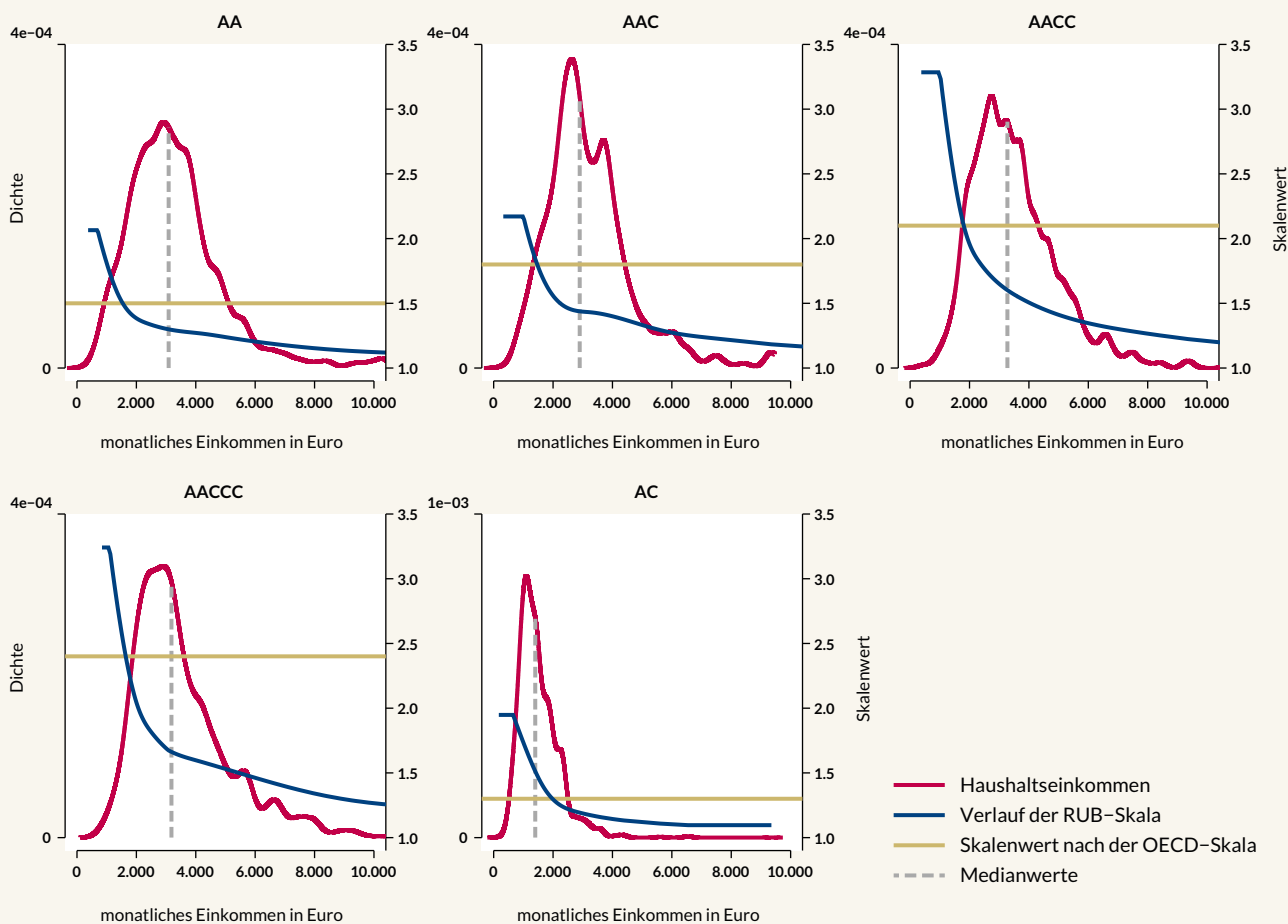 AA
4e−04
0
Dichte
3.5
3.0
2.5
2.0
1.5
1.0
0 2.000 4.000 6.000 8.000 10.000
monatliches Einkommen in Euro
AAC
4e−04
0
3.5
3.0
2.5
2.0
1.5
1.0
0 2.000 4.000 6.000 8.000 10.000
monatliches Einkommen in Euro
AACC
4e−04
0
3.5
3.0
2.5
2.0
1.5
1.0
Skalenwert
0 2.000 4.000 6.000 8.000 10.000
monatliches Einkommen in Euro
AACCC
4e−04
0
Dichte
3.5
3.0
2.5
2.0
1.5
1.0
0 2.000 4.000 6.000 8.000 10.000
monatliches Einkommen in Euro
AC
1e−03
0
3.5
3.0
2.5
2.0
1.5
1.0
Skalenwert
0 2.000 4.000 6.000 8.000 10.000
monatliches Einkommen in Euro
Haushaltseinkommen
Verlauf der RUB−Skala
Skalenwert nach der OECD−Skala
Medianwerte